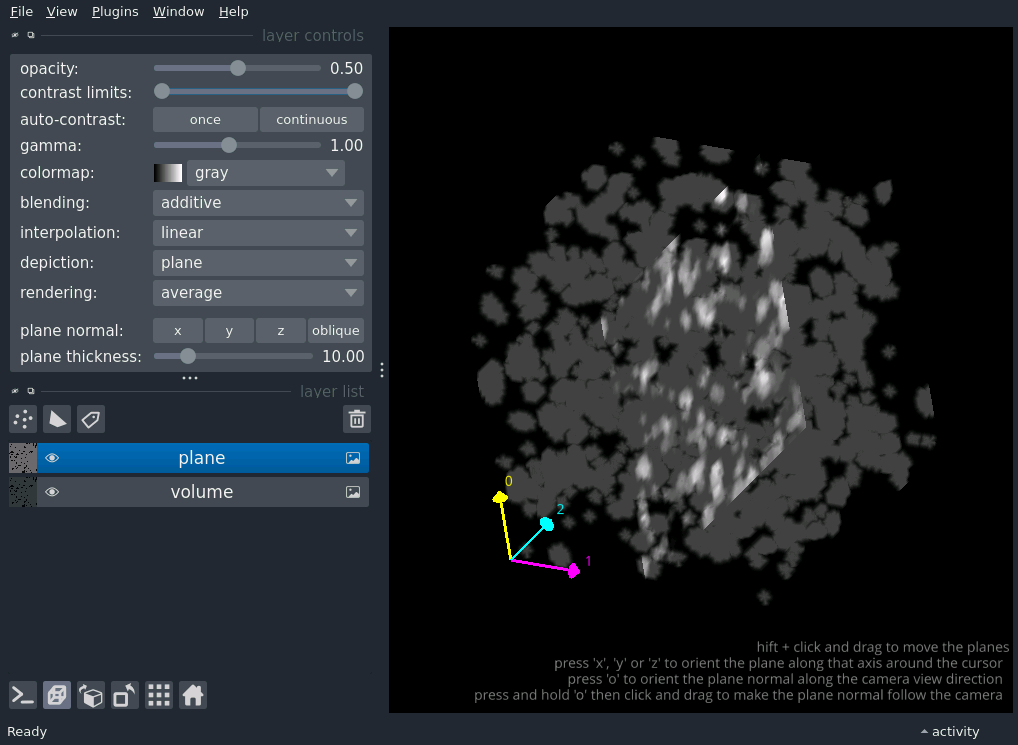 File View Plugins Window Help
layer controls
opacity: 0.50
contrast limits:
auto-contrast: once continuous
gamma: 1.00
colormap: gray
blending: additive
interpolation: linear
depiction: plane
rendering: average
plane normal: x y z oblique
plane thickness: 10.00
layer list
plane
volume
0
2
1
hift + click and drag to move the planes
press 'x', 'y' or 'z' to orient the plane along that axis around the cursor
press 'o' to orient the plane normal along the camera view direction
press and hold 'o' then click and drag to make the plane normal follow the camera
Ready activity